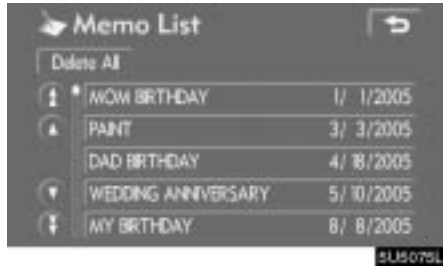 Memo List
Delete All
MOM BIRTHDAY 1/ 1/2005
PAINT 3/ 3/2005
DAD BIRTHDAY 4/ 18/2005
WEDDING ANNIVERSARY 5/ 10/2005
MY BIRTHDAY 8/ 8/2005
SU6075L